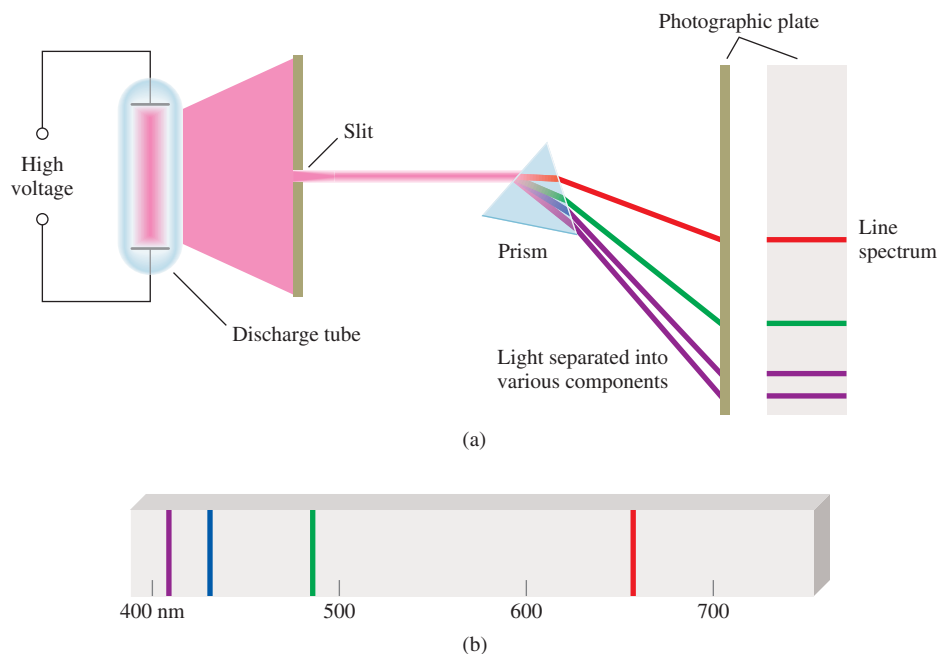 Photographic plate
Slit
High
voltage
Line
spectrum
Prism
Discharge tube
Light separated into
various components
(a)
400 nm
500
600
700
(b)